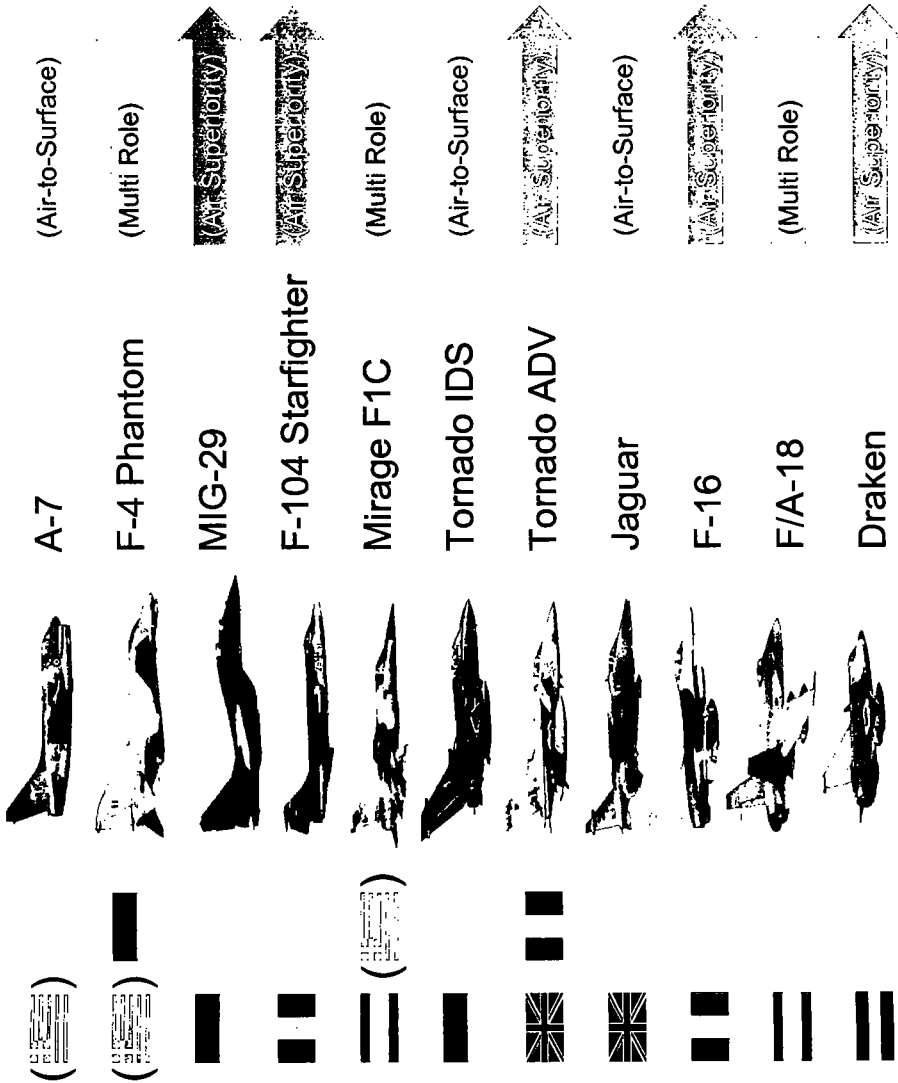 A-7 (Air-to-Surface)
F-4 Phantom (Multi Role)
MIG-29 (Air Superiority)
F-104 Starfighter (Air Superiority)
Mirage F1C (Multi Role)
Tornado IDS (Air-to-Surface)
Tornado ADV (Air Superiority)
Jaguar (Air-to-Surface)
F-16 (Air Superiority)
F/A-18 (Multi Role)
Draken (Air Superiority)